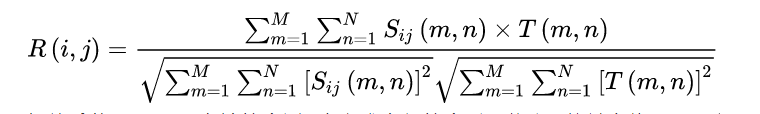 R(i,j) = \frac{\sum_{m=1}^{M} \sum_{n=1}^{N} S_{ij}(m,n) \times T(m,n)}{\sqrt{\sum_{m=1}^{M} \sum_{n=1}^{N} [S_{ij}(m,n)]^2} \sqrt{\sum_{m=1}^{M} \sum_{n=1}^{N} [T(m,n)]^2}}